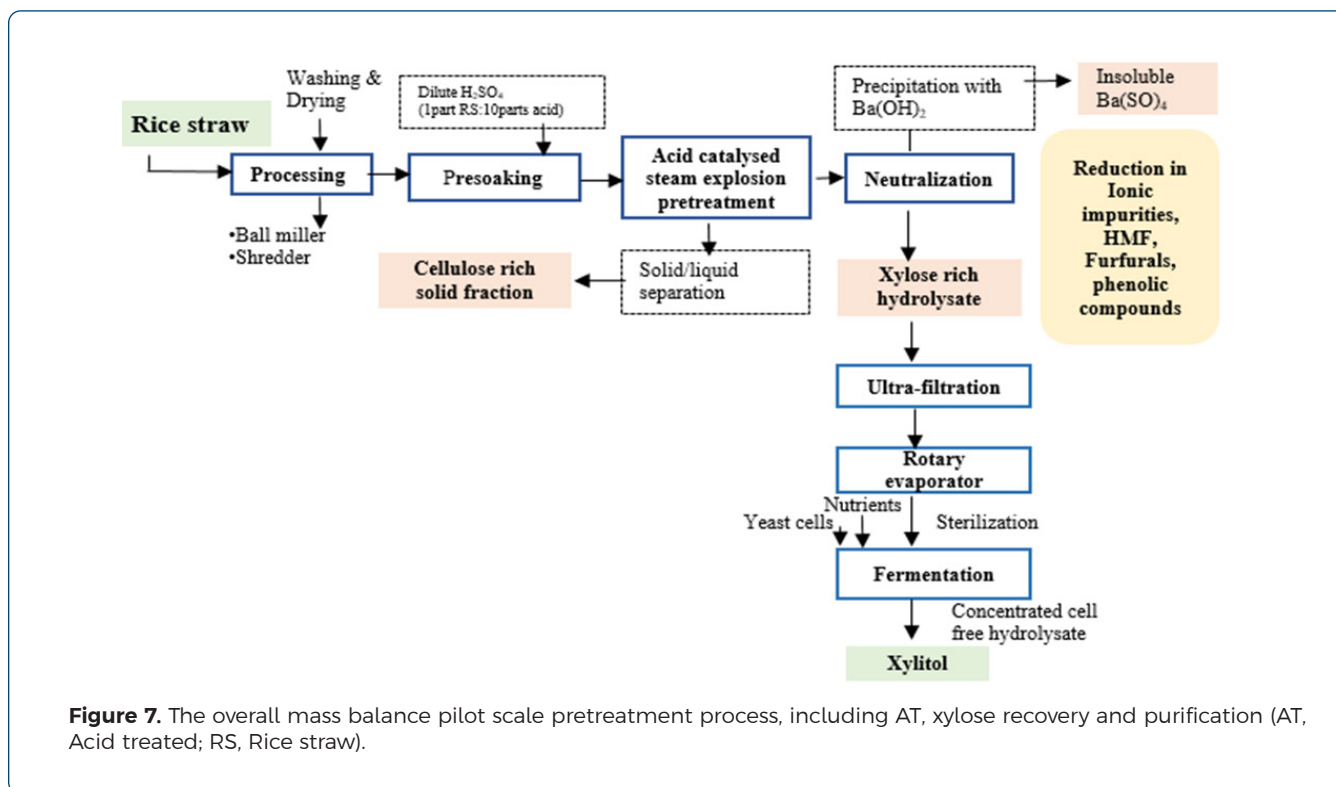 Washing &
Drying
Rice straw
Dilute H₂SO₄
(1part RS:10parts acid)
Precipitation with
Ba(OH)₂
Insoluble
Ba(SO)₄
Processing
Presoaking
Acid catalysed
steam explosion
pretreatment
Neutralization
Reduction in
Ionic
impurities,
HMF,
Furfurals,
phenolic
compounds
•Ball miller
•Shredder
Cellulose rich
solid fraction
Solid/liquid
separation
Xylose rich
hydrolysate
Ultra-filtration
Rotary
evaporator
Nutrients
Yeast cells
Sterilization
Fermentation
Concentrated cell
free hydrolysate
Xylitol
Figure 7. The overall mass balance pilot scale pretreatment process, including AT, xylose recovery and purification (AT,
Acid treated; RS, Rice straw).